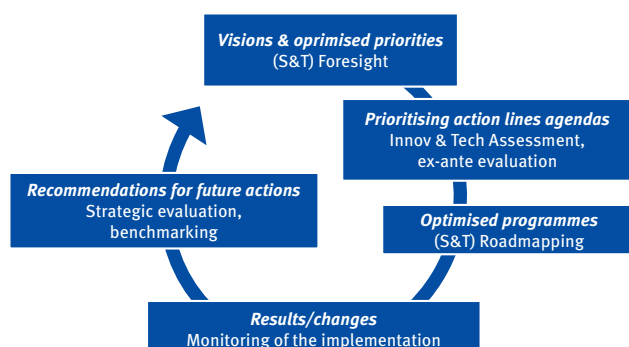 Visions & oprimised priorities
(S&T) Foresight
Prioritising action lines agendas
Innov & Tech Assessment,
ex-ante evaluation
Recommendations for future actions
Strategic evaluation,
benchmarking
Optimised programmes
(S&T) Roadmapping
Results/changes
Monitoring of the implementation